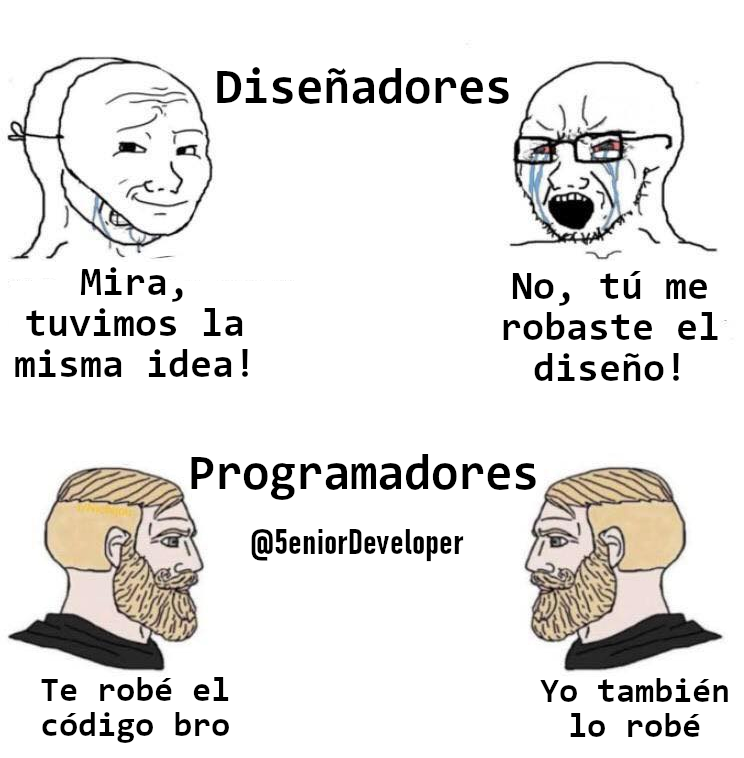 Diseñadores
Mira,
tuvimos la
misma idea!
No, tú me
robaste el
diseño!
Programadores
@5eniorDeveloper
Te robé el
código bro
Yo también
lo robé